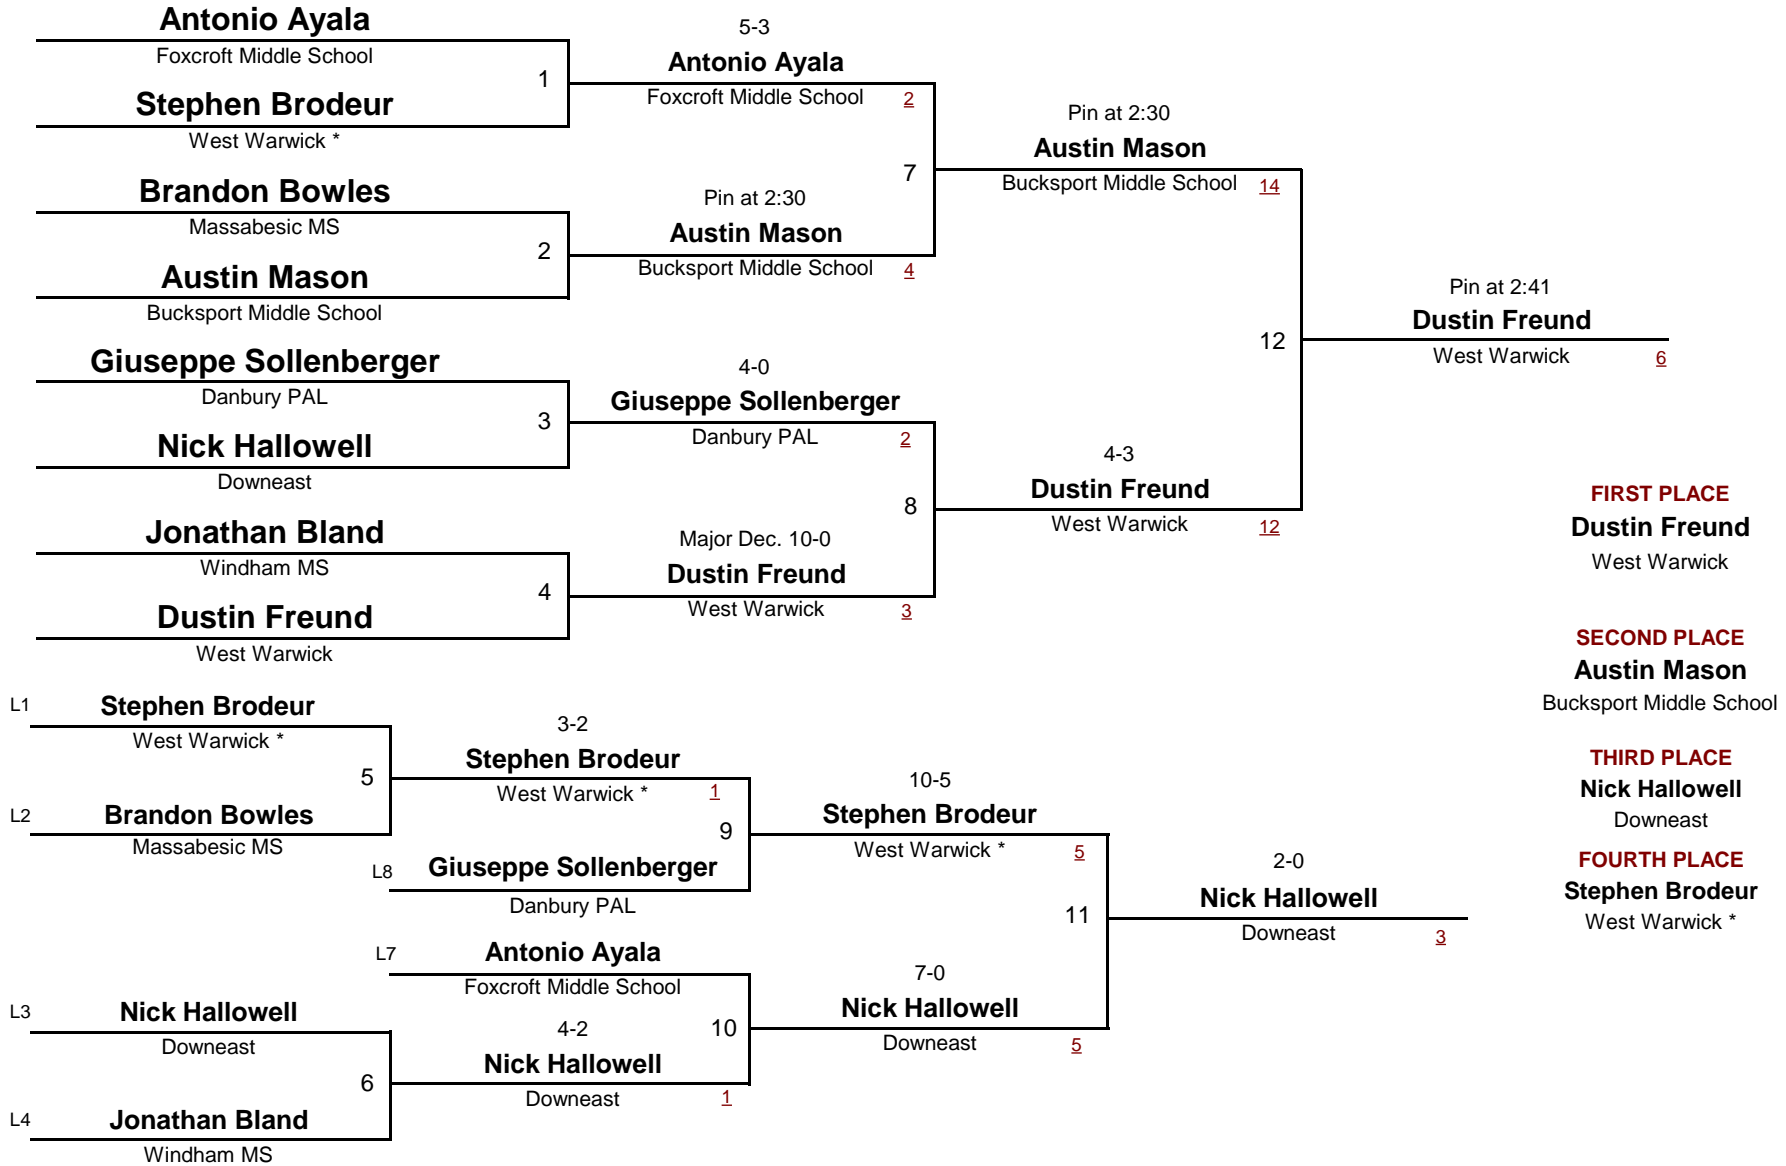 Antonio Ayala
Foxcroft Middle School
1
Stephen Brodeur
West Warwick *
Brandon Bowles
Massabesic MS
2
Austin Mason
Bucksport Middle School
Giuseppe Sollenberger
Danbury PAL
3
Nick Hallowell
Downeast
Jonathan Bland
Windham MS
4
Dustin Freund
West Warwick
5-3
Antonio Ayala
Foxcroft Middle School 2
7
Pin at 2:30
Austin Mason
Bucksport Middle School 4
4-0
Giuseppe Sollenberger
Danbury PAL 2
8
Major Dec. 10-0
Dustin Freund
West Warwick 3
Pin at 2:30
Austin Mason
Bucksport Middle School 14
12
4-3
Dustin Freund
West Warwick 12
Pin at 2:41
Dustin Freund
West Warwick 6
FIRST PLACE
Dustin Freund
West Warwick
SECOND PLACE
Austin Mason
Bucksport Middle School
THIRD PLACE
Nick Hallowell
Downeast
FOURTH PLACE
Stephen Brodeur
West Warwick *
L1 Stephen Brodeur
West Warwick *
5
L2 Brandon Bowles
Massabesic MS
L3 Nick Hallowell
Downeast
6
L4 Jonathan Bland
Windham MS
3-2
Stephen Brodeur
West Warwick * 1
9
L8 Giuseppe Sollenberger
Danbury PAL
L7 Antonio Ayala
Foxcroft Middle School
10
4-2
Nick Hallowell
Downeast 1
10-5
Stephen Brodeur
West Warwick * 5
11
7-0
Nick Hallowell
Downeast 5
2-0
Nick Hallowell
Downeast 3